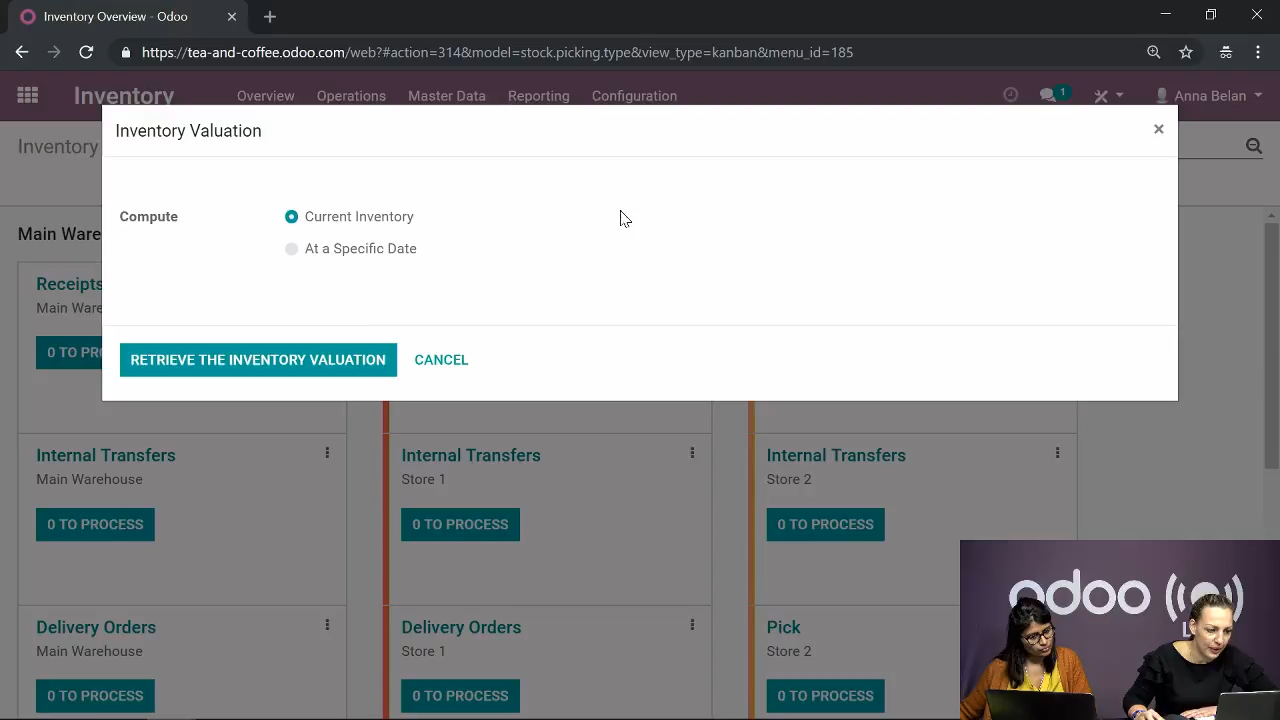 Inventory Overview - Odoo
https://tea-and-coffee.odoo.com/web?#action=314&model=stock.picking.type&view_type=kanban&menu_id=185
Inventory Overview Operations Master Data Reporting Configuration 1 Anna Belan
Inventory
Inventory Valuation
Compute
Current Inventory
At a Specific Date
RETRIEVE THE INVENTORY VALUATION CANCEL
Main Ware
Receipts
Main Ware
0 TO PRO
Internal Transfers
Main Warehouse
0 TO PROCESS
Internal Transfers
Store 1
0 TO PROCESS
Internal Transfers
Store 2
0 TO PROCESS
Delivery Orders
Main Warehouse
0 TO PROCESS
Delivery Orders
Store 1
0 TO PROCESS
Pick
Store 2
0 TO PROCESS
odoo